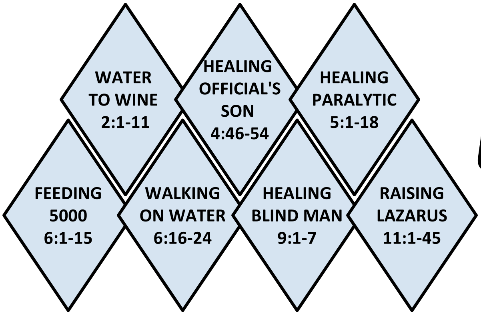 WATER
TO WINE
2:1-11
HEALING
OFFICIAL'S
SON
4:46-54
HEALING
PARALYTIC
5:1-18
FEEDING
5000
6:1-15
WALKING
ON WATER
6:16-24
HEALING
BLIND MAN
9:1-7
RAISING
LAZARUS
11:1-45